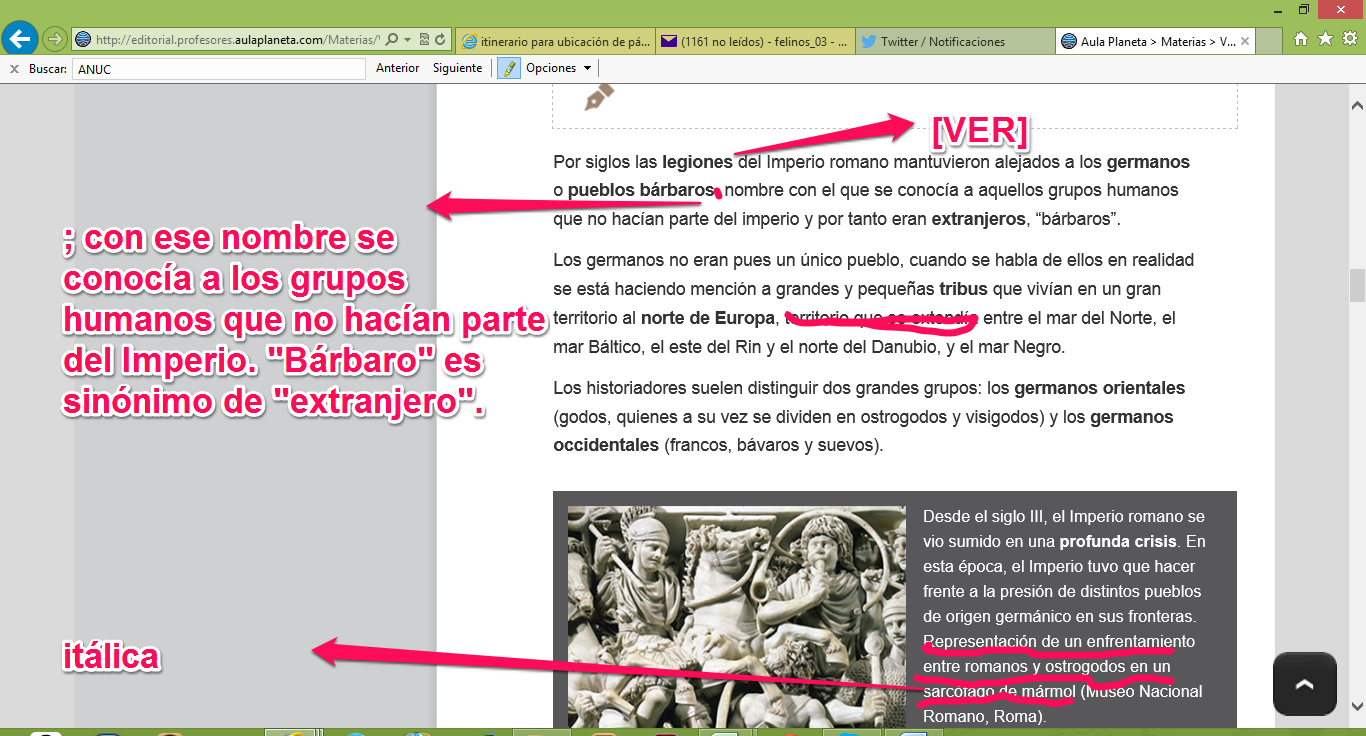 http://editorial.profesores.aulaplaneta.com/Materias/
itinerario para ubicación de pá...
(1161 no leídos) - felinos_03 - ...
Twitter / Notificaciones
Aula Planeta > Materias > V...
Buscar: ANUC
Anterior Siguiente Opciones
[VER]
Por siglos las legiones del Imperio romano mantuvieron alejados a los germanos
o pueblos bárbaros, nombre con el que se conocía a aquellos grupos humanos
que no hacían parte del imperio y por tanto eran extranjeros, “bárbaros”.
; con ese nombre se
conocía a los grupos
humanos que no hacían parte
del Imperio. "Bárbaro" es
sinónimo de "extranjero".
Los germanos no eran pues un único pueblo, cuando se habla de ellos en realidad
se está haciendo mención a grandes y pequeñas tribus que vivían en un gran
territorio al norte de Europa, territorio que se extendía entre el mar del Norte, el
mar Báltico, el este del Rin y el norte del Danubio, y el mar Negro.
Los historiadores suelen distinguir dos grandes grupos: los germanos orientales
(godos, quienes a su vez se dividen en ostrogodos y visigodos) y los germanos
occidentales (francos, bávaros y suevos).
Desde el siglo III, el Imperio romano se
vio sumido en una profunda crisis. En
esta época, el Imperio tuvo que hacer
frente a la presión de distintos pueblos
de origen germánico en sus fronteras.
Representación de un enfrentamiento
entre romanos y ostrogodos en un
sarcófago de mármol (Museo Nacional
Romano, Roma).
itálica